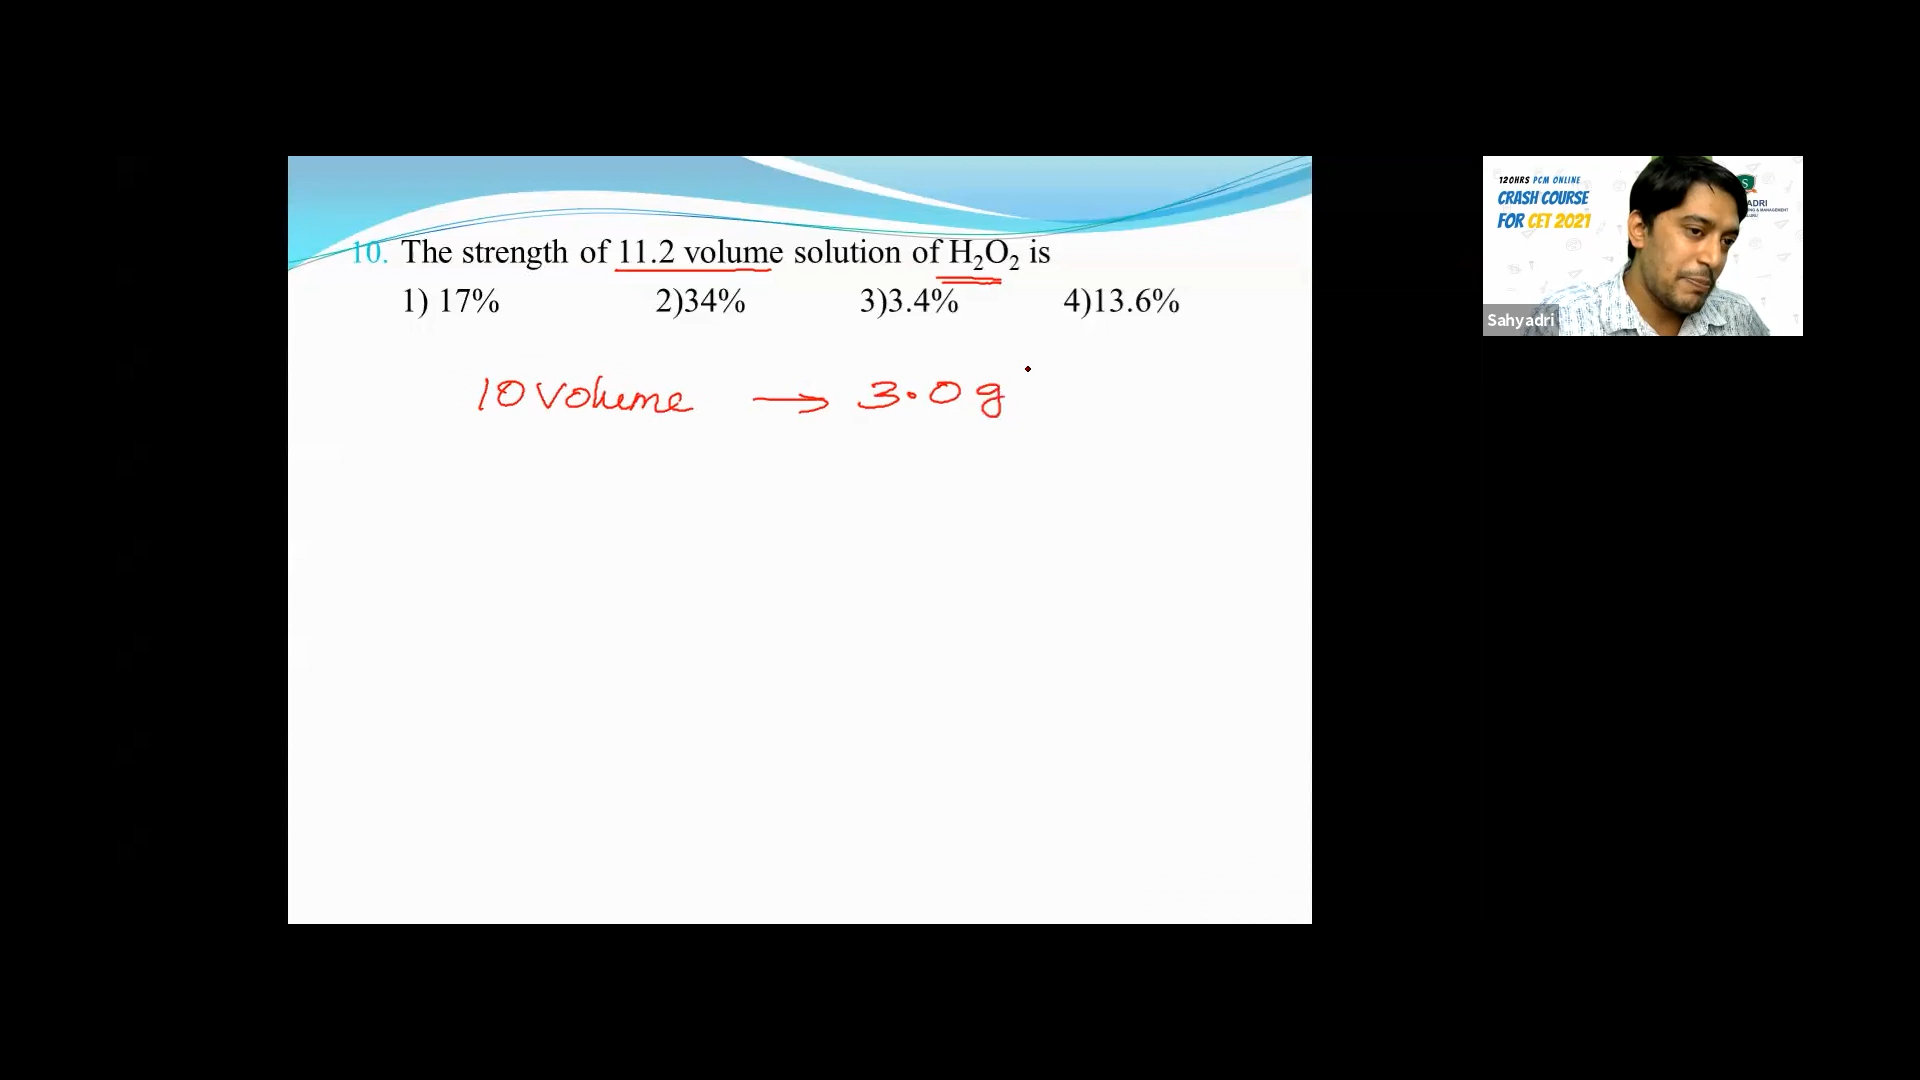 10. The strength of 11.2 volume solution of H₂O₂ is
1) 17% 2)34% 3)3.4% 4)13.6%
10 volume → 3.0 g
120HRS PCM ONLINE
CRASH COURSE
FOR CET 2021
S
ADRI
Sahyadri